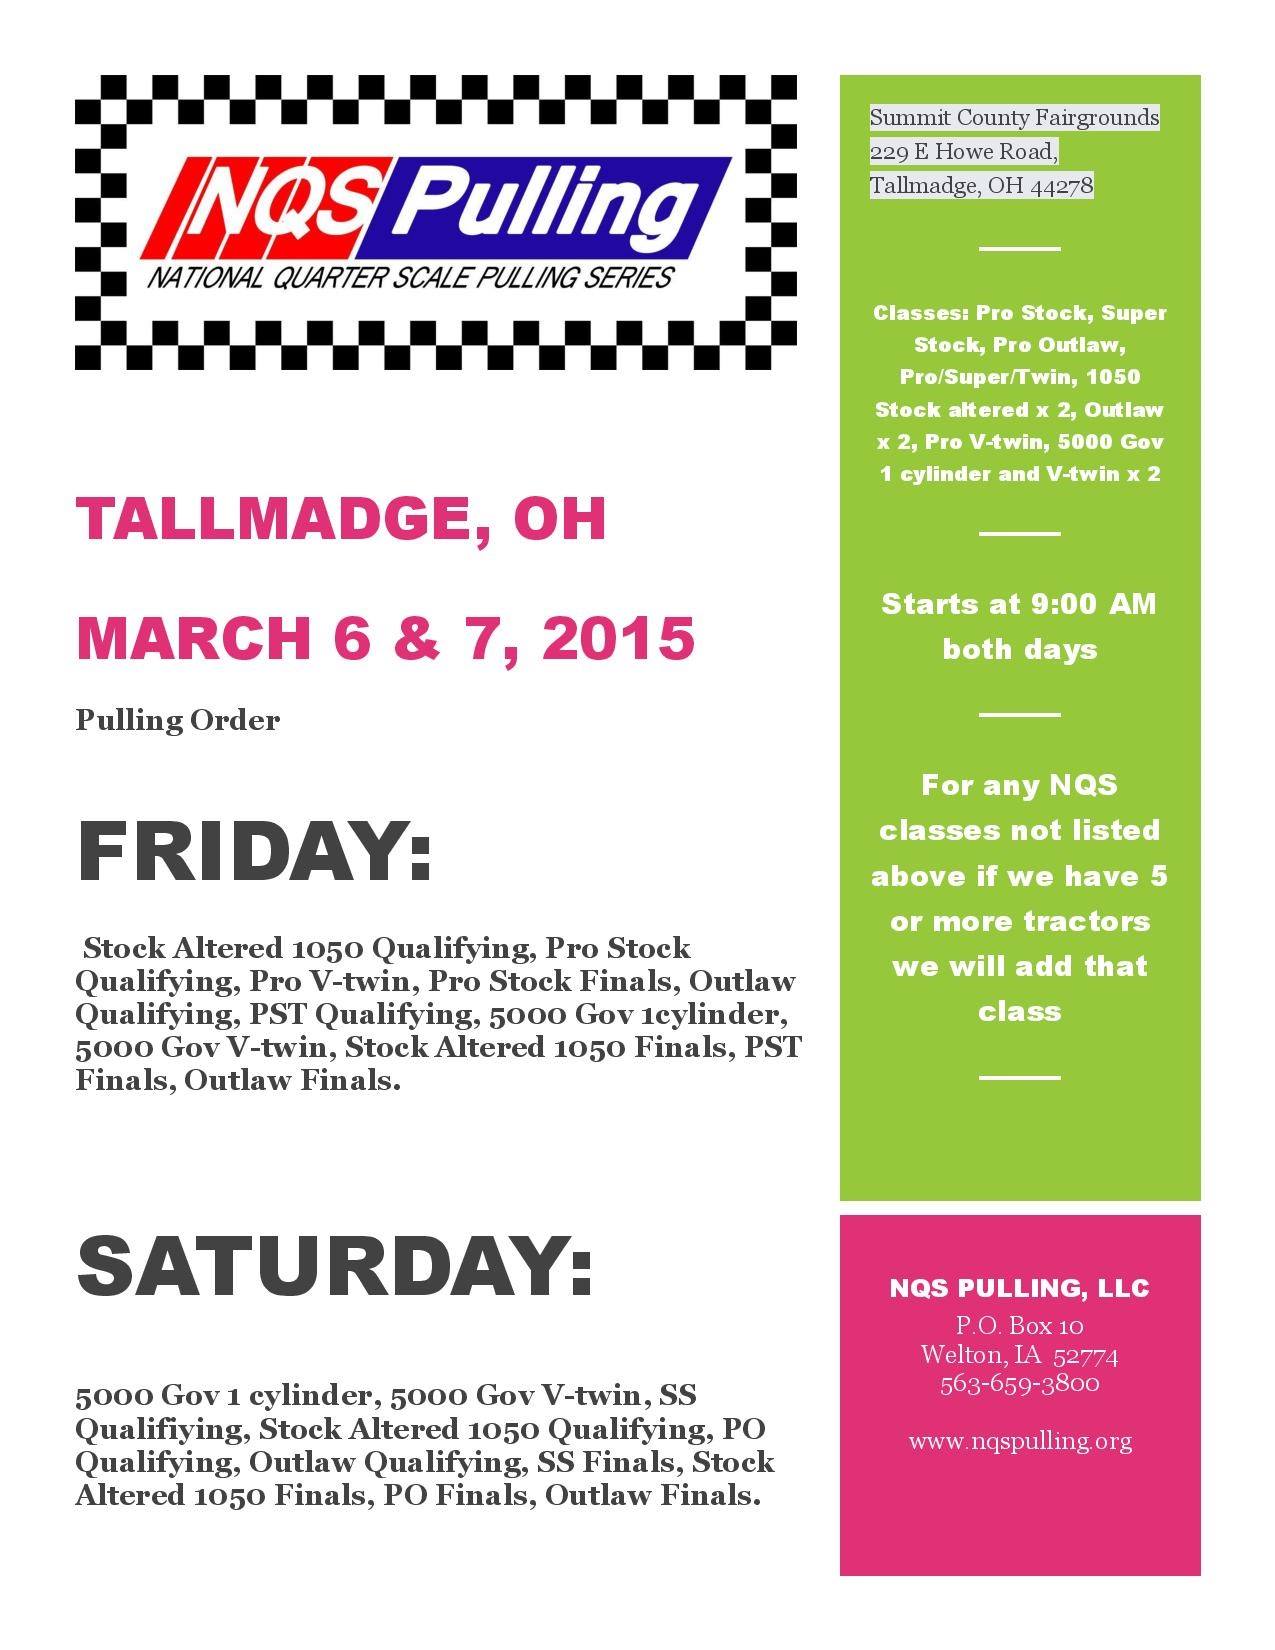 NQS Pulling
NATIONAL QUARTER SCALE PULLING SERIES
TALLMADGE, OH
MARCH 6 & 7, 2015
Pulling Order
FRIDAY:
Stock Altered 1050 Qualifying, Pro Stock
Qualifying, Pro V-twin, Pro Stock Finals, Outlaw
Qualifying, PST Qualifying, 5000 Gov 1cylinder,
5000 Gov V-twin, Stock Altered 1050 Finals, PST
Finals, Outlaw Finals.
SATURDAY:
5000 Gov 1 cylinder, 5000 Gov V-twin, SS
Qualifiying, Stock Altered 1050 Qualifying, PO
Qualifying, Outlaw Qualifying, SS Finals, Stock
Altered 1050 Finals, PO Finals, Outlaw Finals.
Summit County Fairgrounds
229 E Howe Road,
Tallmadge, OH 44278
Classes: Pro Stock, Super
Stock, Pro Outlaw,
Pro/Super/Twin, 1050
Stock altered x 2, Outlaw
x 2, Pro V-twin, 5000 Gov
1 cylinder and V-twin x 2
Starts at 9:00 AM
both days
For any NQS
classes not listed
above if we have 5
or more tractors
we will add that
class
NQS PULLING, LLC
P.O. Box 10
Welton, IA  52774
563-659-3800
www.nqspulling.org